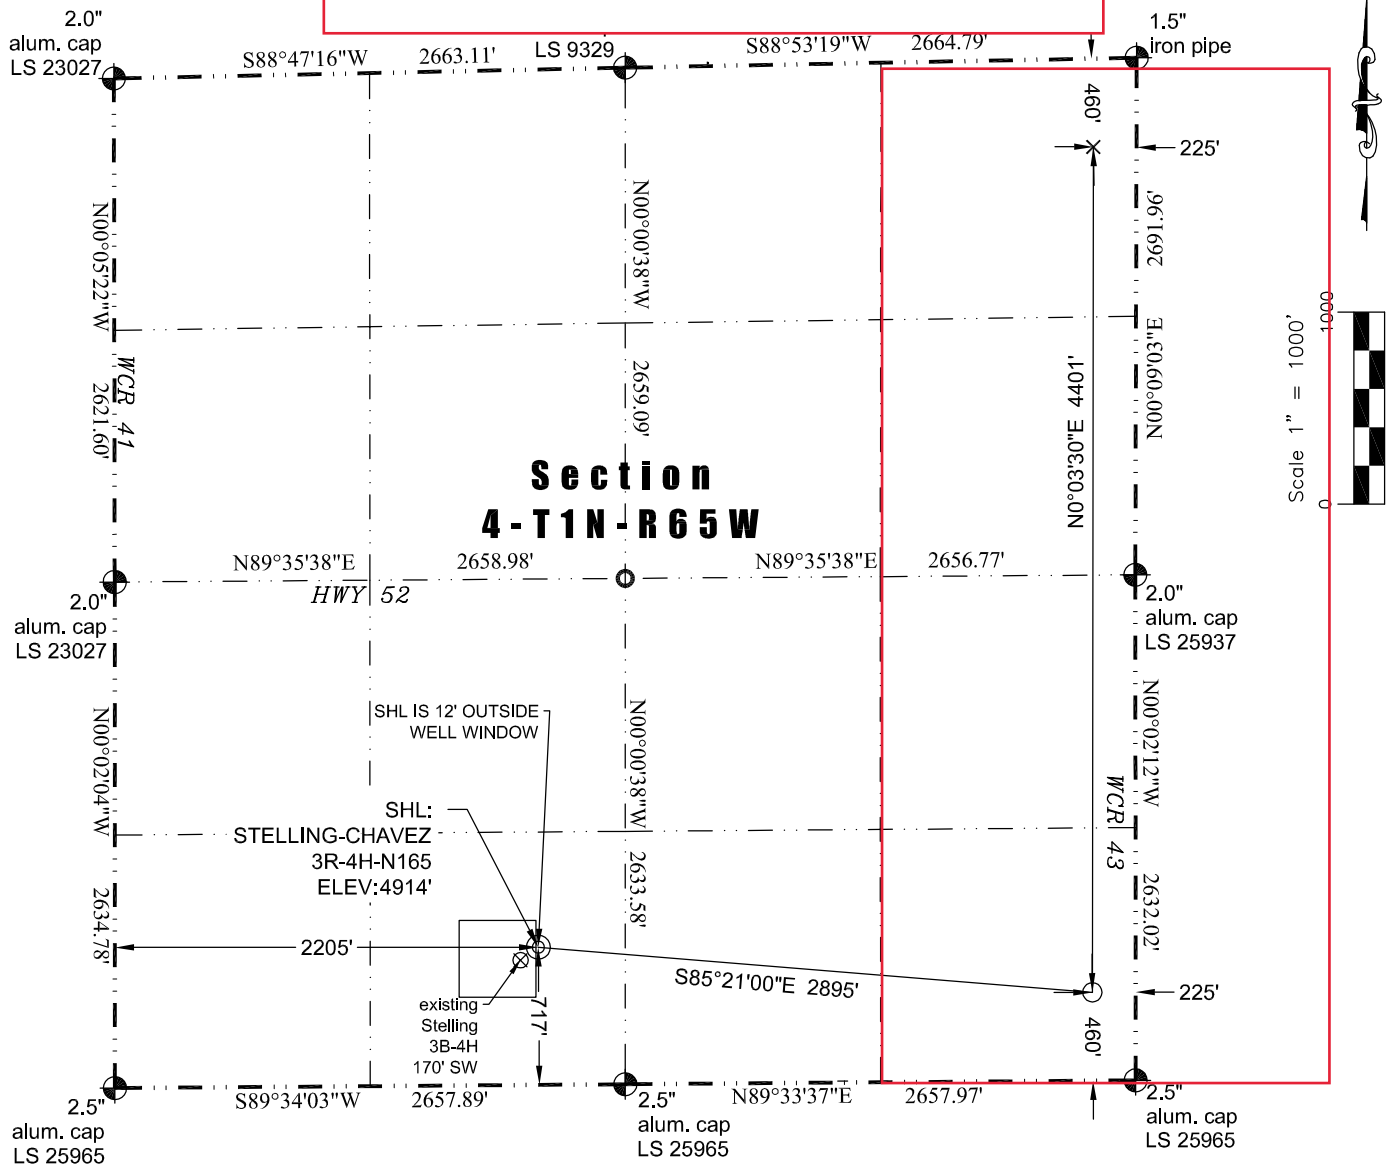 2.0"
alum. cap
LS 23027
S88°47'16"W
2663.11'
LS 9329
S88°53'19"W
2664.79'
1.5"
iron pipe
460'
225'
N00°05'22"W
WCR 41
2621.60'
N00°00'38"W
2659.09'
N0°03'30"E 4401'
2691.96'
N00°09'03"E
Scale 1" = 1000'
0
1000
Section
4-T1N-R65W
N89°35'38"E
2658.98'
HWY 52
N89°35'38"E
2656.77'
2.0"
alum. cap
LS 23027
2.0"
alum. cap
LS 25937
SHL IS 12' OUTSIDE
WELL WINDOW
SHL:
STELLING-CHAVEZ
3R-4H-N165
ELEV:4914'
N00°02'04"W
2634.78'
N00°00'38"W
2633.58'
N00°02'12"W
WCR 43
2632.02'
2205'
S85°21'00"E 2895'
existing
Stelling
3B-4H
170' SW
717'
225'
460'
2.5"
alum. cap
LS 25965
S89°34'03"W
2657.89'
2.5"
alum. cap
LS 25965
N89°33'37"E
2657.97'
2.5"
alum. cap
LS 25965